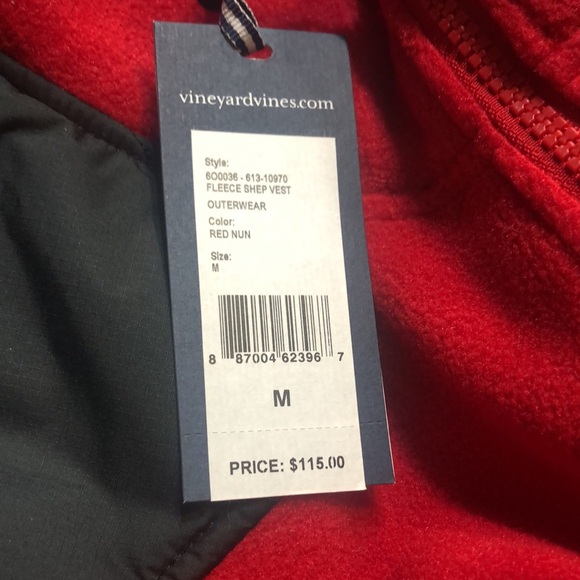 vineyardvines.com
Style:
6O0036 - 613-10970
FLEECE SHEP VEST
OUTERWEAR
Color:
RED NUN
Size:
M
8 87004 62396 7
M
PRICE: $115.00